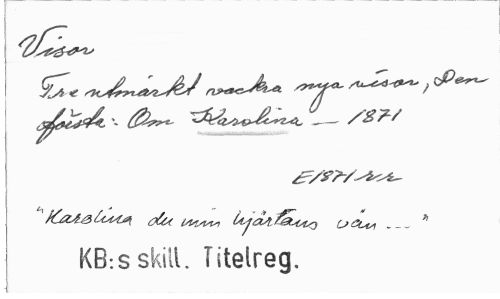 Visor
Tre utmärkt vackra nya visor, Den
första: Om Karolina — 1871
E1871 rr
"Karolina du min hjärtans vän ..."
KB:s skill. Titelreg.